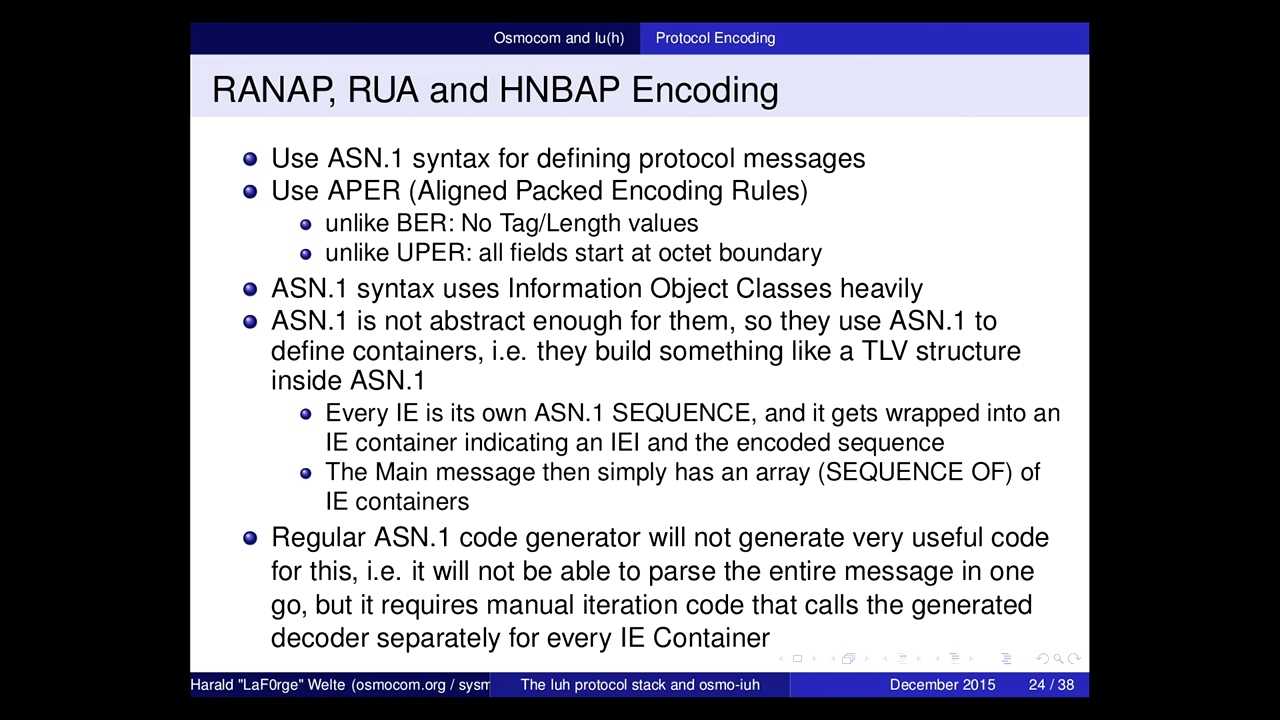 Osmocom and Iu(h) Protocol Encoding
RANAP, RUA and HNBAP Encoding
Use ASN.1 syntax for defining protocol messages
Use APER (Aligned Packed Encoding Rules)
unlike BER: No Tag/Length values
unlike UPER: all fields start at octet boundary
ASN.1 syntax uses Information Object Classes heavily
ASN.1 is not abstract enough for them, so they use ASN.1 to
define containers, i.e. they build something like a TLV structure
inside ASN.1
Every IE is its own ASN.1 SEQUENCE, and it gets wrapped into an
IE container indicating an IEI and the encoded sequence
The Main message then simply has an array (SEQUENCE OF) of
IE containers
Regular ASN.1 code generator will not generate very useful code
for this, i.e. it will not be able to parse the entire message in one
go, but it requires manual iteration code that calls the generated
decoder separately for every IE Container
Harald "LaF0rge" Welte (osmocom.org / sysm The Iuh protocol stack and osmo-iuh December 2015 24 / 38